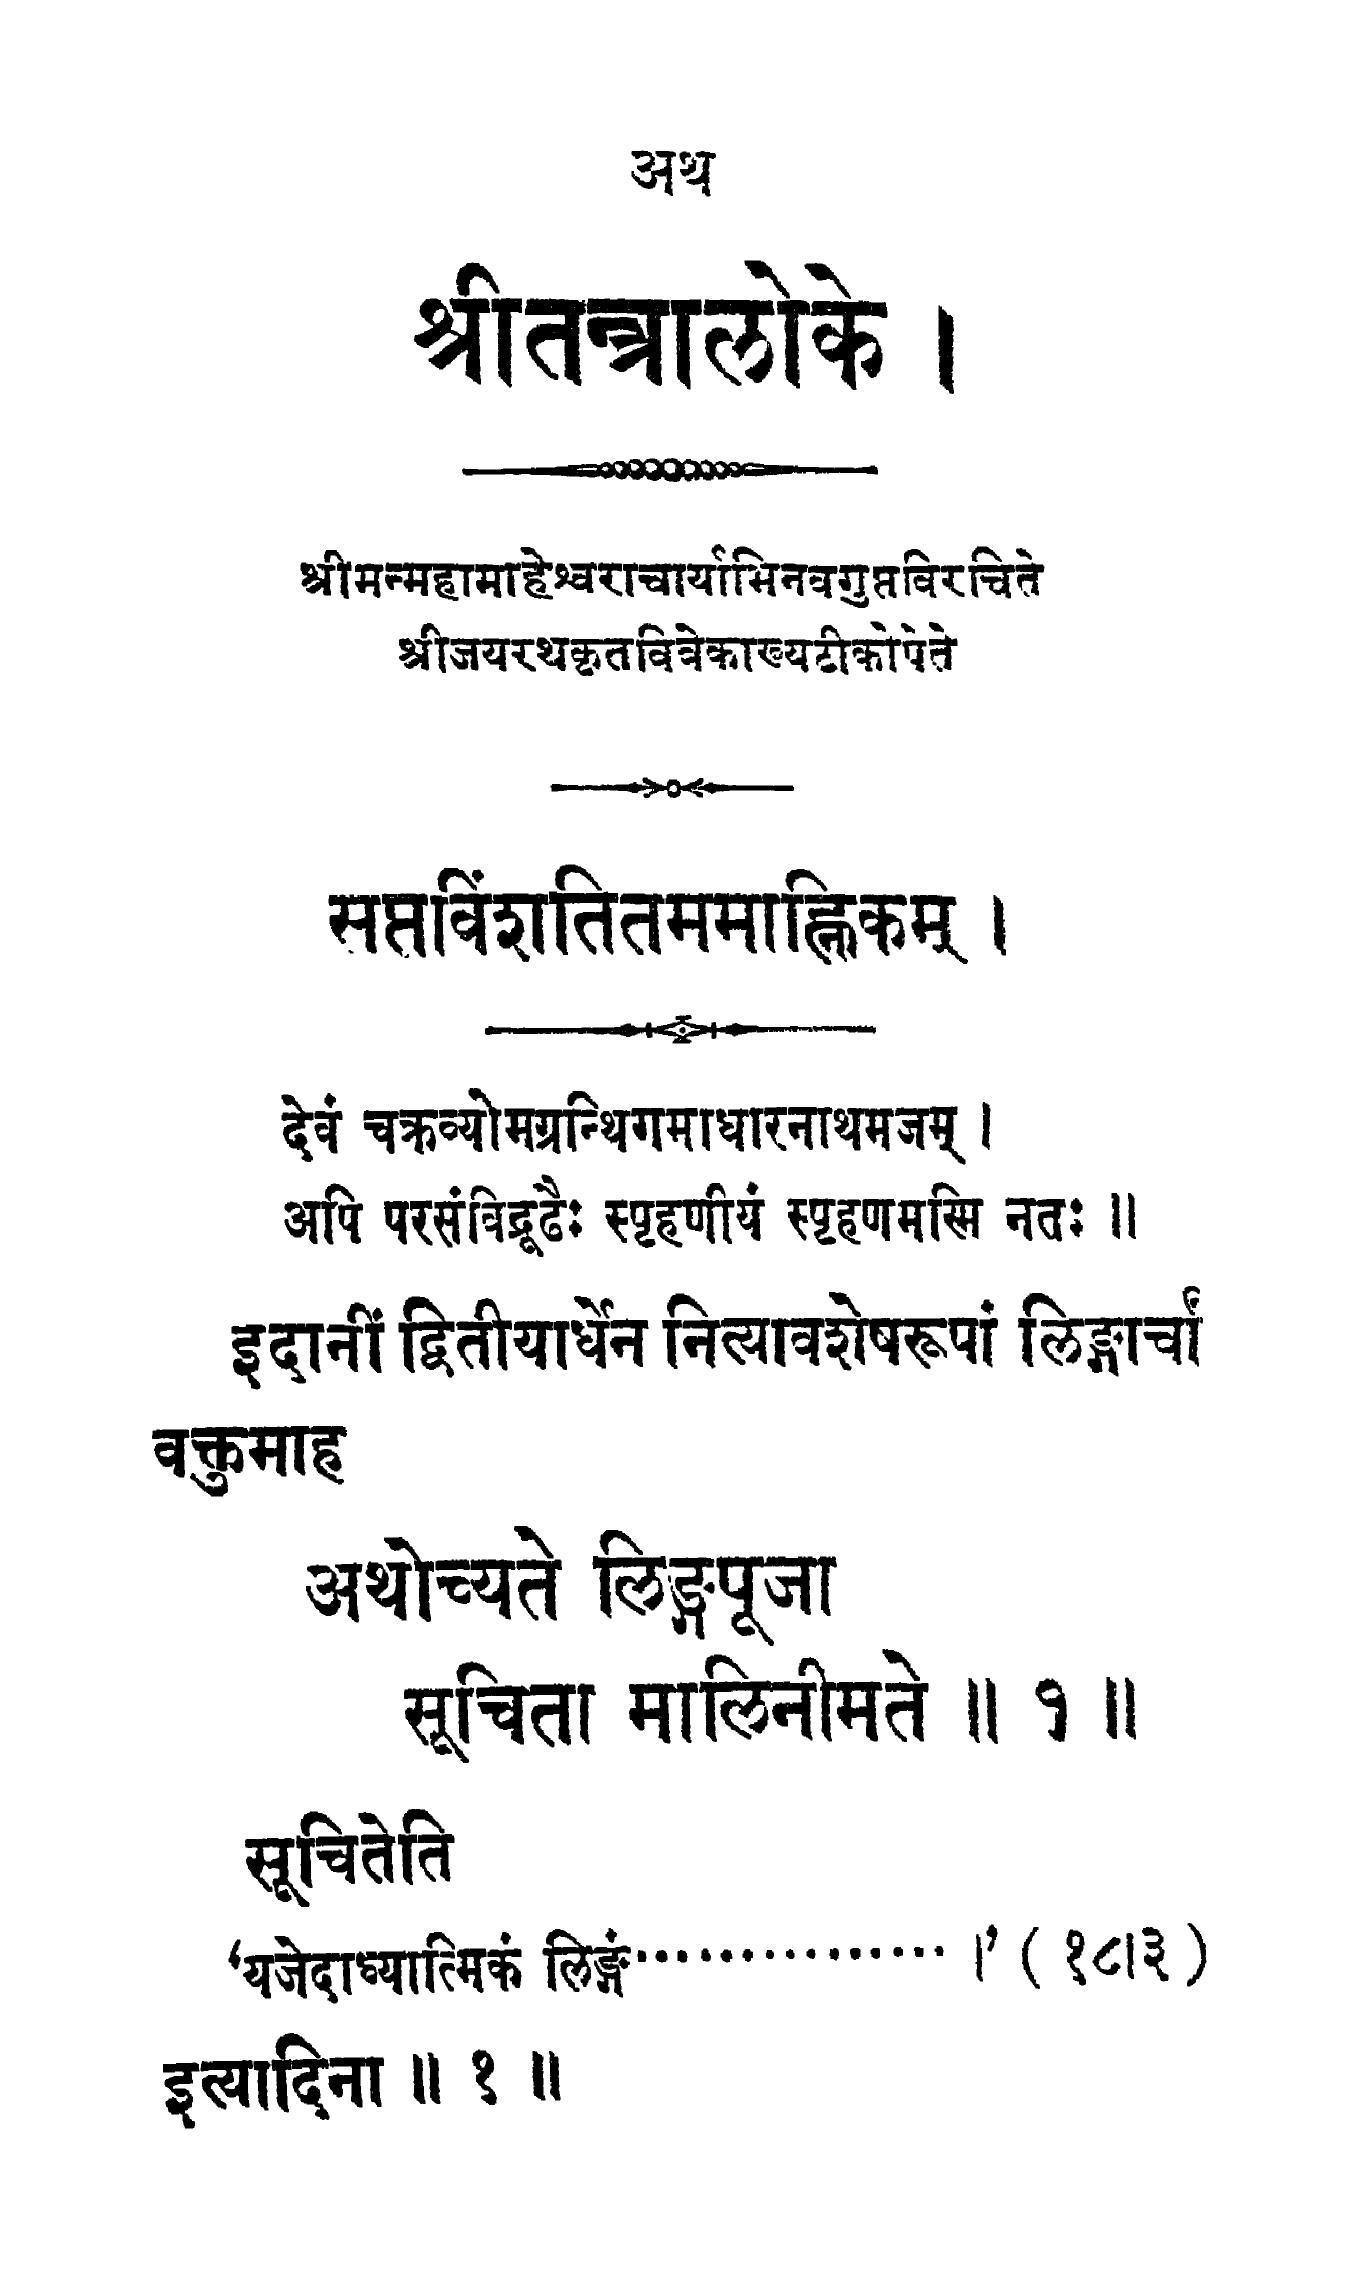 अथ
श्रीतन्त्रालोके ।
श्रीमन्महामाहेश्वराचार्याभिनवगुप्तविरचिते
श्रीजयरथकृतविवेकाख्यटीकोपेते
सप्तविंशतितममाह्निकम् ।
देवं चक्रव्योमग्रन्थिगमाधारनाथमजम् ।
अपि परसंविद्रूढैः स्पृहणीयं स्पृहणमस्मि नतः ॥
इदानीं द्वितीयार्धेन नित्यावशेषरूपां लिङ्गार्चां
वक्तुमाह
अथोच्यते लिङ्गपूजा
सूचिता मालिनीमते ॥ १ ॥
सूचितेति
‘यजेदाध्यात्मिकं लिङ्गं··············· ।’ ( १८।३ )
इत्यादिना ॥ १ ॥